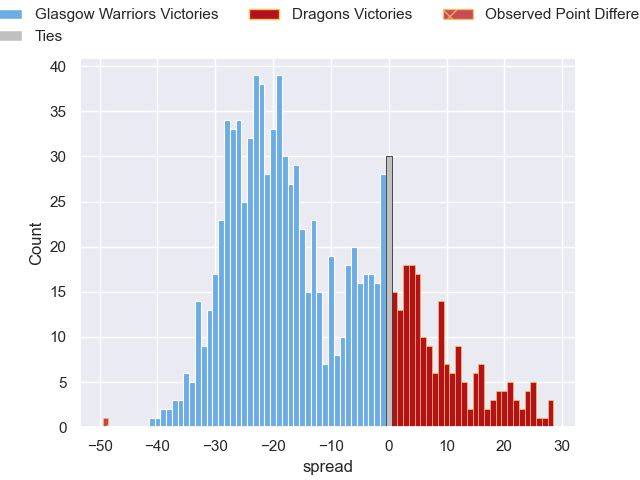 Glasgow Warriors Victories
Dragons Victories
Observed Point Differe
Ties
40
35
30
25
20
15
10
5
0
Count
−50 −40 −30 −20 −10 0 10 20 30
spread